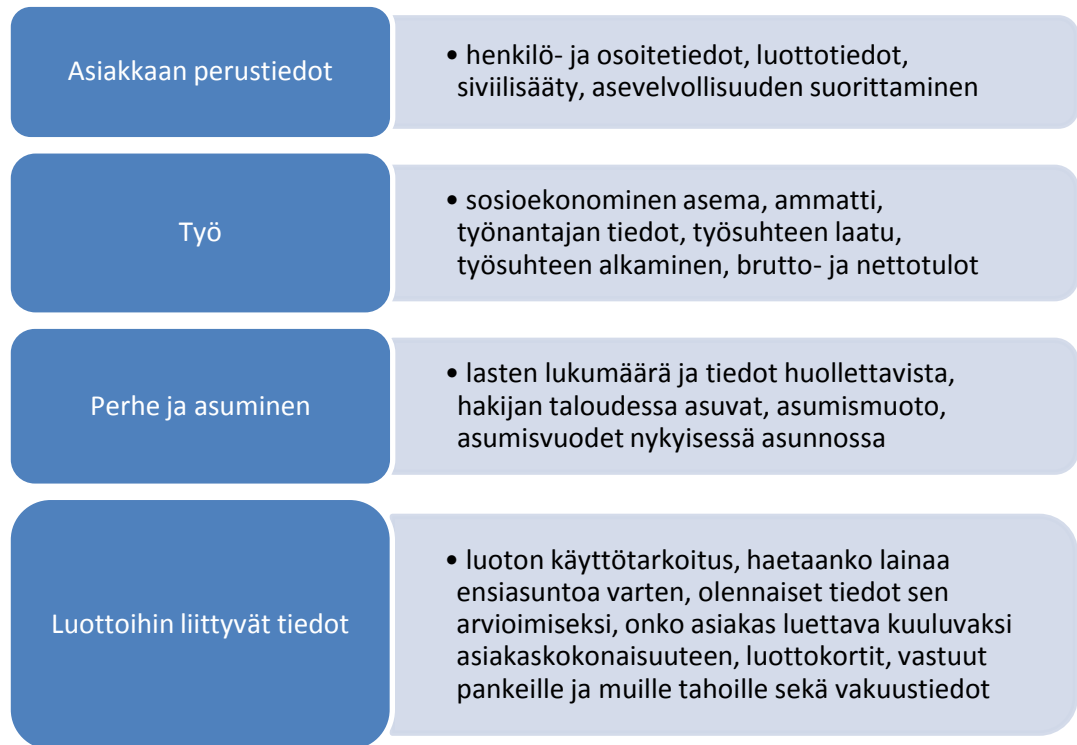 Asiakkaan perustiedot
• henkilö- ja osoitetiedot, luottotiedot,
siviilisääty, asevelvollisuuden suorittaminen
Työ
• sosioekonominen asema, ammatti,
työnantajan tiedot, työsuhteen laatu,
työsuhteen alkaminen, brutto- ja nettotulot
Perhe ja asuminen
• lasten lukumäärä ja tiedot huollettavista,
hakijan taloudessa asuvat, asumismuoto,
asumisvuodet nykyisessä asunnossa
Luottoihin liittyvät tiedot
• luoton käyttötarkoitus, haetaanko lainaa
ensiasuntoa varten, olennaiset tiedot sen
arvioimiseksi, onko asiakas luettava kuuluvaksi
asiakaskokonaisuuteen, luottokortit, vastuut
pankeille ja muille tahoille sekä vakuustiedot